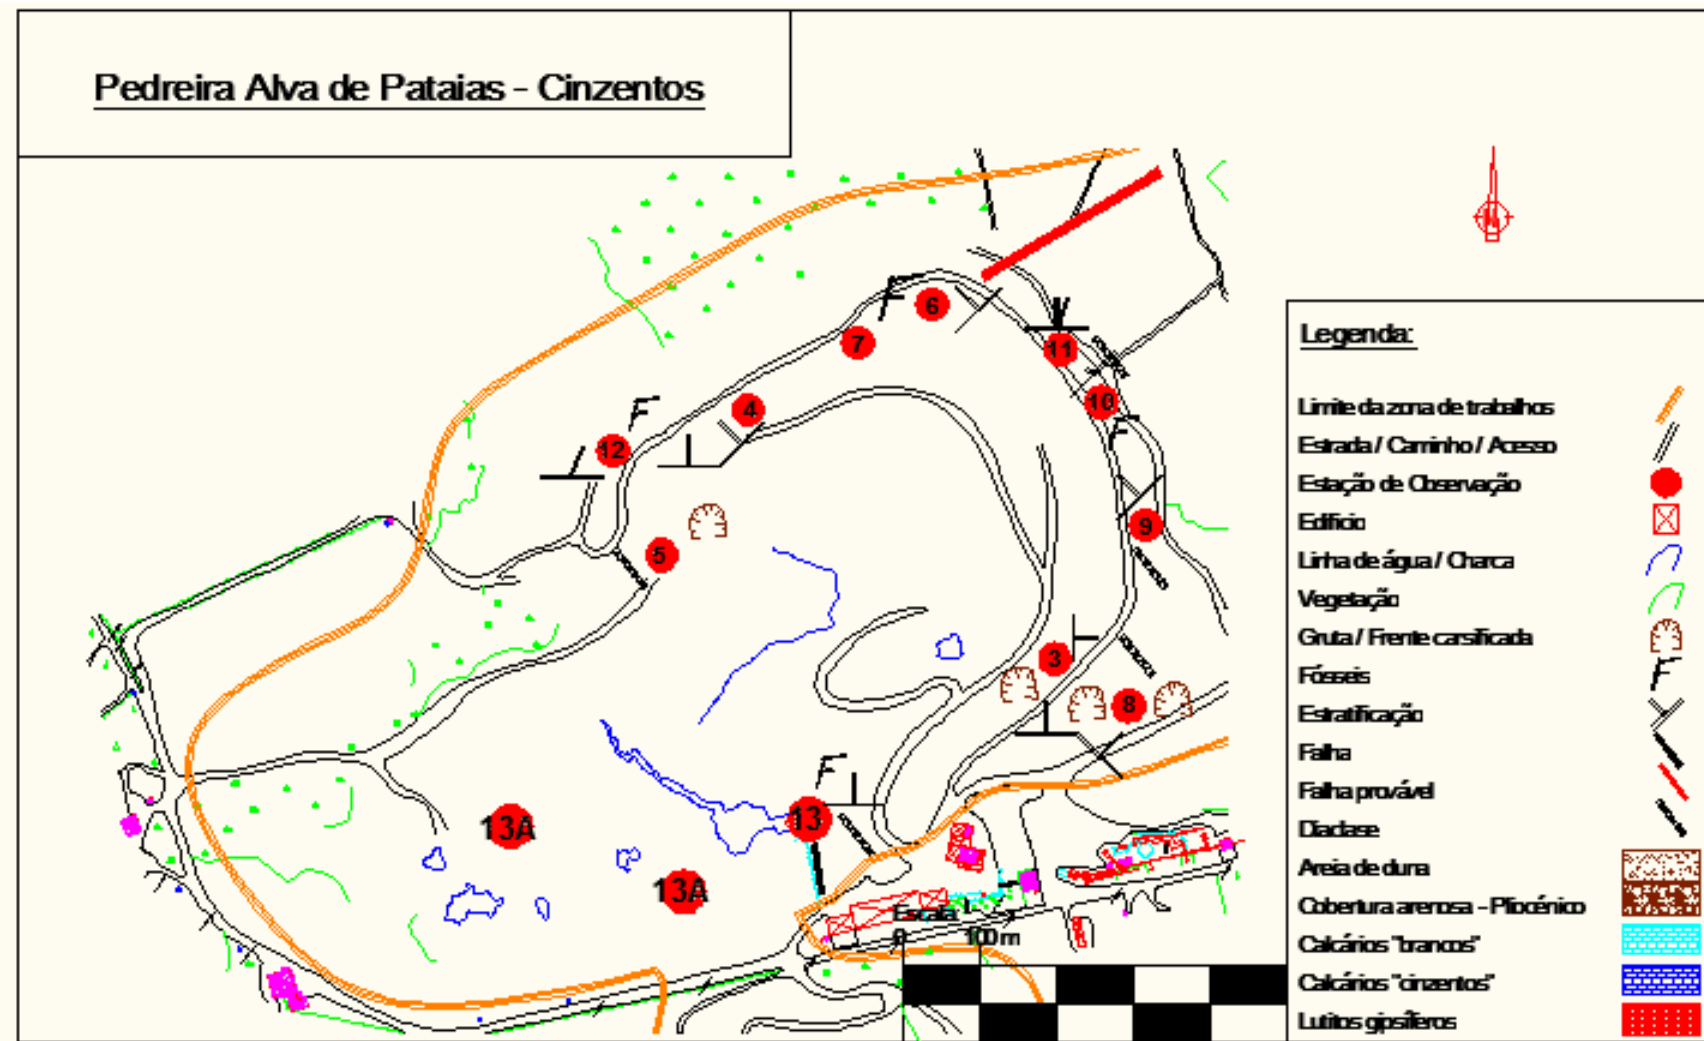 Pedreira Alva de Pataias - Cinzentos
N
6
7
11
4
10
12
F
F
F
9
5
3
8
F
13
13A
13A
Escala
0 100 m
Legenda:
Limite da zona de trabalhos
Estrada / Caminho / Acesso
Estação de Observação
Edifício
Linha de água / Charca
Vegetação
Gruta / Frente carsificada
Fósseis
F
Estratificação
Falha
Falha provável
Diaclase
Areia de duna
Cobertura arenosa - Pliocénico
Calcários "brancos"
Calcários "cinzentos"
Lutitos gipsíferos